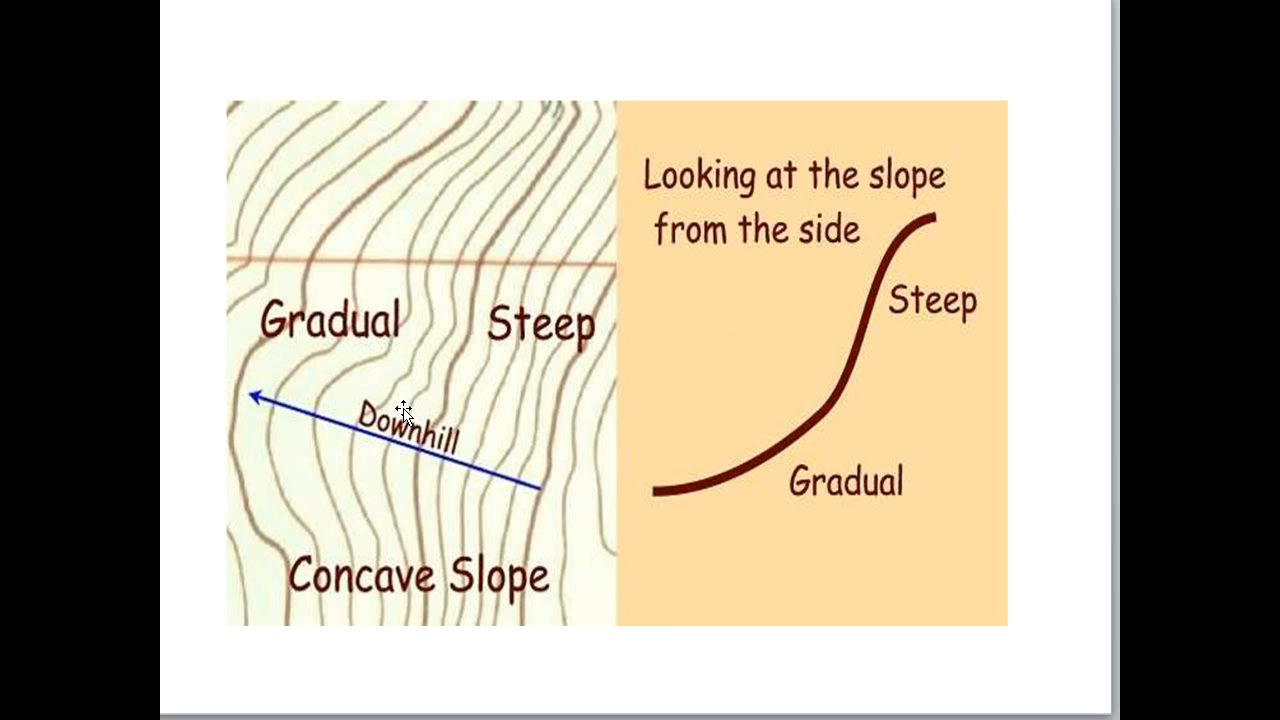 Gradual
Steep
Downhill
Concave Slope
Looking at the slope
from the side
Steep
Gradual